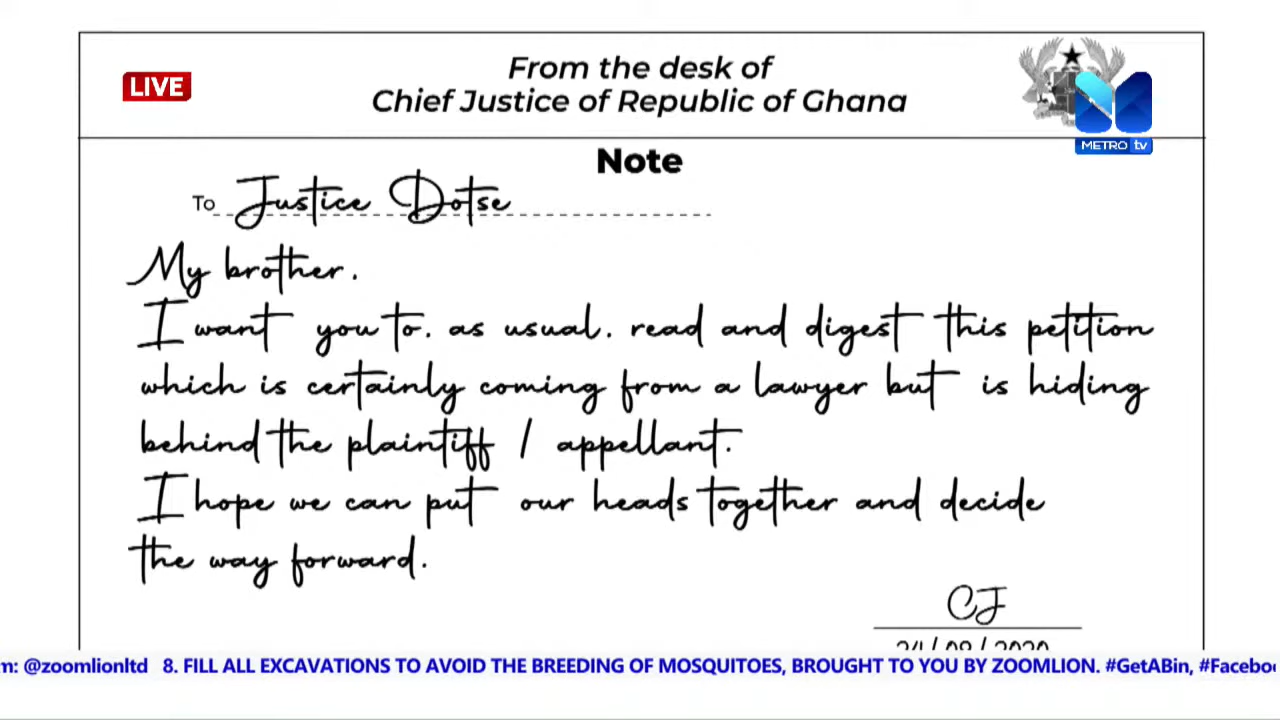 LIVE
From the desk of
Chief Justice of Republic of Ghana
METRO tv
Note
To Justice Dotse
My brother.
I want you to. as usual. read and digest this petition
which is certainly coming from a lawyer but is hiding
behind the plaintiff / appellant.
I hope we can put our heads together and decide
the way forward.
CJ
m: @zoomlionltd 8. FILL ALL EXCAVATIONS TO AVOID THE BREEDING OF MOSQUITOES, BROUGHT TO YOU BY ZOOMLION. #GetABin, #Facebo